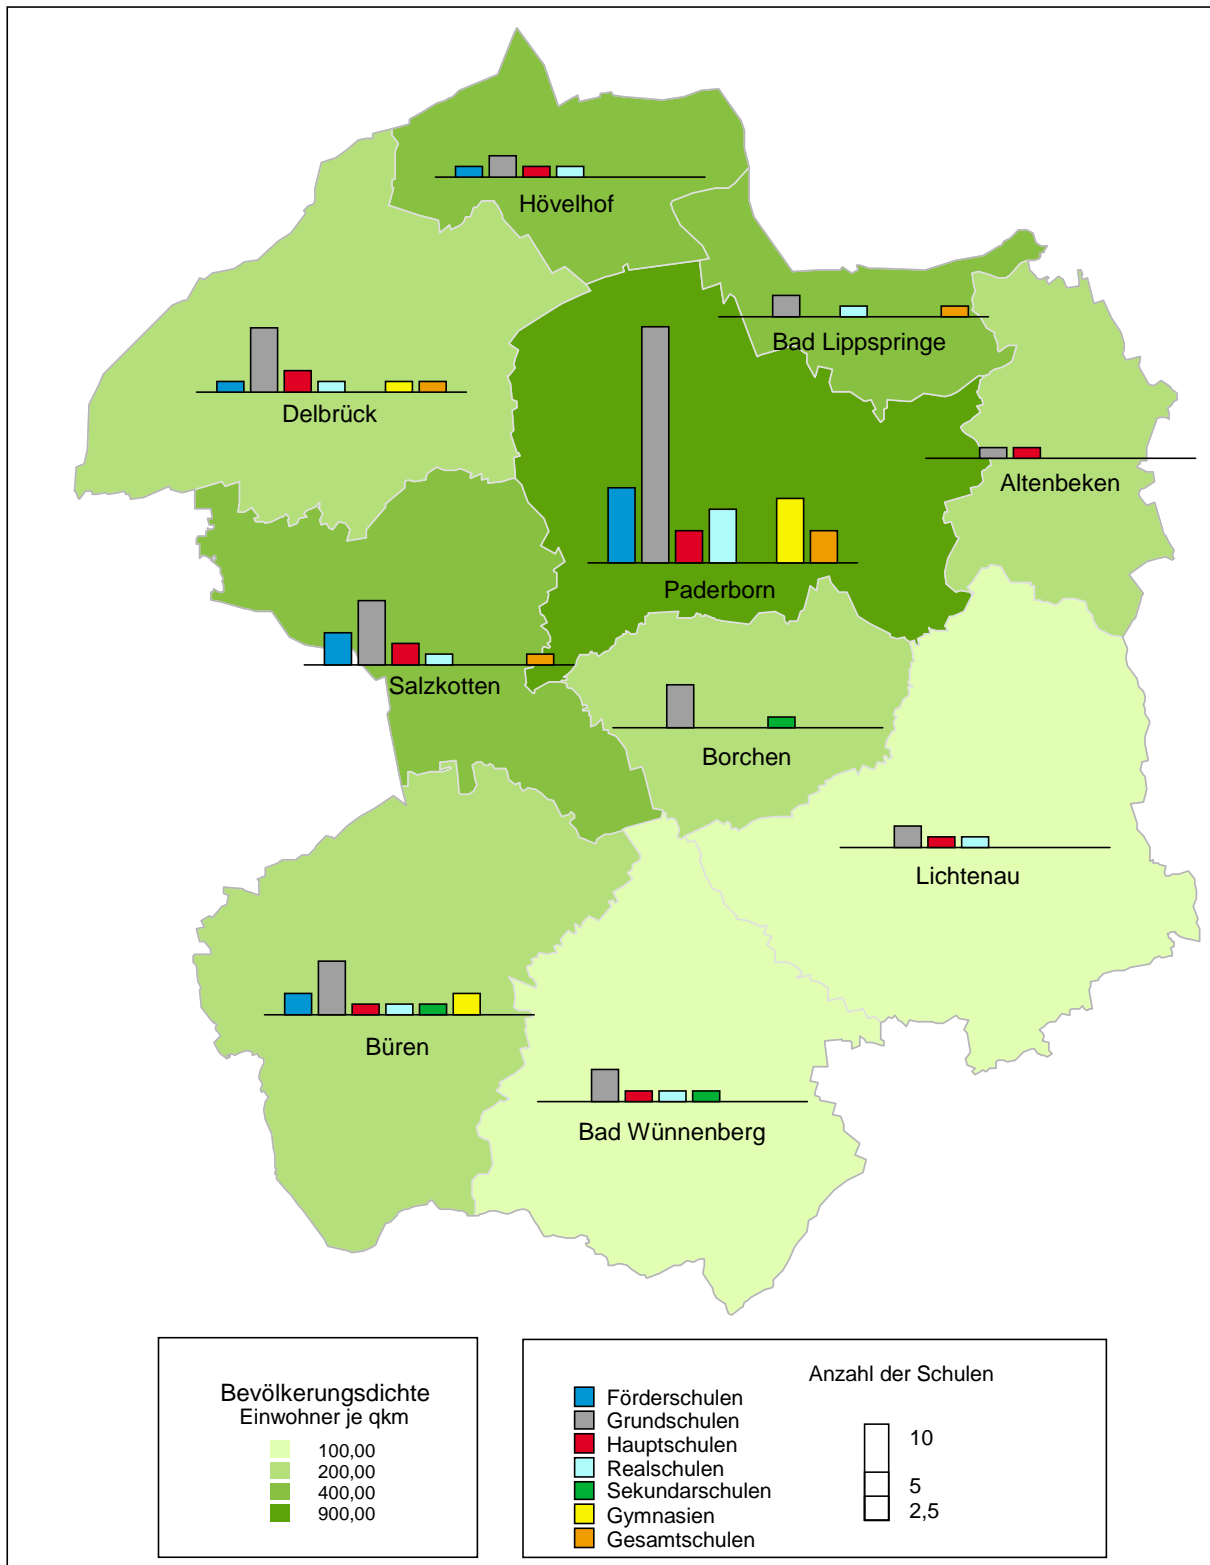 Hövelhof
Bad Lippspringe
Delbrück
Altenbeken
Paderborn
Salzkotten
Borchen
Lichtenau
Büren
Bad Wünnenberg
Bevölkerungsdichte
Einwohner je qkm
100,00
200,00
400,00
900,00
Anzahl der Schulen
Förderschulen
Grundschulen
Hauptschulen
Realschulen
Sekundarschulen
Gymnasien
Gesamtschulen
10
5
2,5